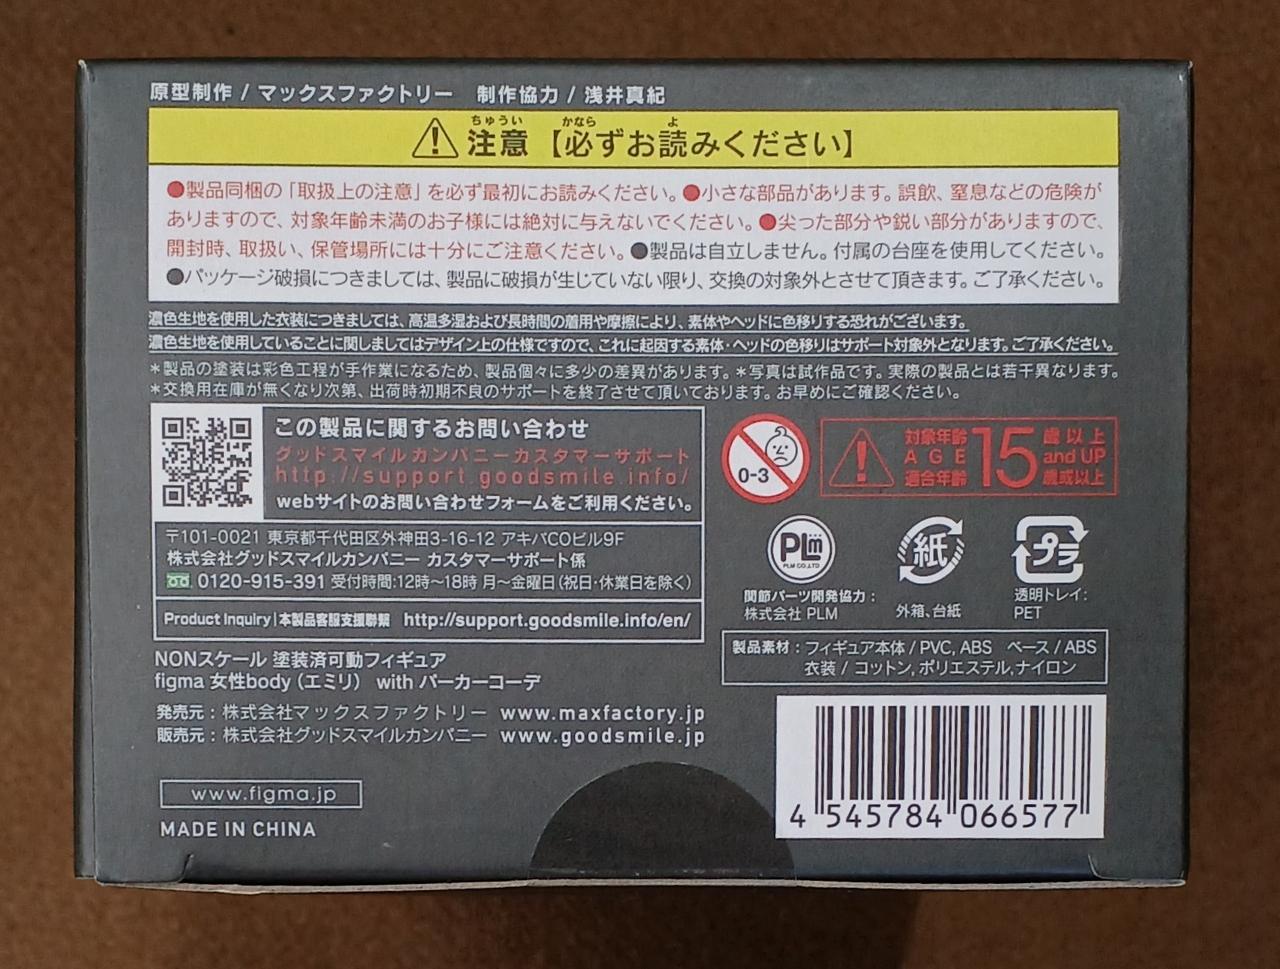 原型制作 / マックスファクトリー　制作協力 / 浅井真紀
ちゅうい かなら よ
注意【必ずお読みください】
●製品同梱の「取扱上の注意」を必ず最初にお読みください。●小さな部品があります。誤飲、窒息などの危険が
ありますので、対象年齢未満のお子様には絶対に与えないでください。●尖った部分や鋭い部分がありますので、
開封時、取扱い、保管場所には十分にご注意ください。●製品は自立しません。付属の台座を使用してください。
●パッケージ破損につきましては、製品に破損が生じていない限り、交換の対象外とさせて頂きます。ご了承ください。
濃色生地を使用した衣装につきましては、高温多湿および長時間の着用や摩擦により、素体やヘッドに色移りする恐れがございます。
濃色生地を使用していることに関しましてはデザイン上の仕様ですので、これに起因する素体・ヘッドの色移りはサポート対象外となります。ご了承ください。
*製品の塗装は彩色工程が手作業になるため、製品個々に多少の差異があります。*写真は試作品です。実際の製品とは若干異なります。
*交換用在庫が無くなり次第、出荷時初期不良のサポートを終了させて頂いております。お早めにご確認ください。
この製品に関するお問い合わせ
グッドスマイルカンパニーカスタマーサポート
http://support.goodsmile.info/
webサイトのお問い合わせフォームをご利用ください。
〒101-0021 東京都千代田区外神田3-16-12 アキバCOビル9F
株式会社グッドスマイルカンパニー カスタマーサポート係
0120-915-391 受付時間:12時〜18時 月〜金曜日(祝日・休業日を除く)
Product Inquiry | 本製品客服支援聯繫 http://support.goodsmile.info/en/
0-3
対象年齢 15 歳以上
AGE and UP
適合年齢 歳或以上
PLm
PLM CO.,LTD
紙
プラ
関節パーツ開発協力：
株式会社 PLM
外箱、台紙
透明トレイ：
PET
製品素材：フィギュア本体 / PVC, ABS　ベース / ABS
衣装 / コットン, ポリエステル, ナイロン
NONスケール 塗装済可動フィギュア
figma 女性body（エミリ） with パーカーコーデ
発売元：株式会社マックスファクトリー www.maxfactory.jp
販売元：株式会社グッドスマイルカンパニー www.goodsmile.jp
www.figma.jp
MADE IN CHINA
4 545784 066577